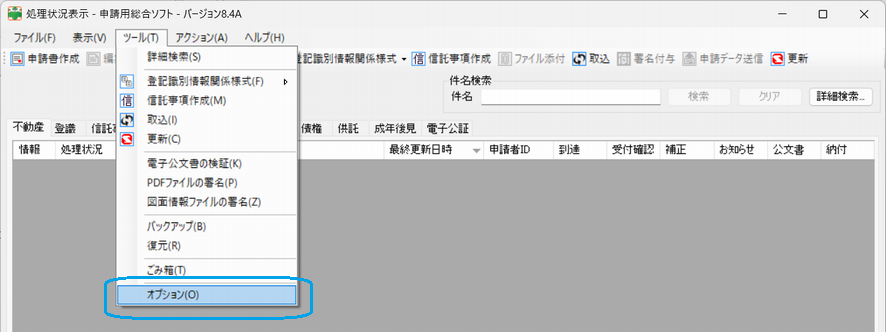 処理状況表示 - 申請用総合ソフト - バージョン8.4A
ファイル(F) 表示(V) ツール(T) アクション(A) ヘルプ(H)
申請書作成 登記識別情報関係様式 信託事項作成 ファイル添付 取込 署名付与 申請データ送信 更新
件名検索
件名 検索 クリア 詳細検索...
不動産 登議 債権 供託 成年後見 電子公証
情報 処理状況 最終更新日時 申請者ID 到達 受付確認 補正 お知らせ 公文書 納付
詳細検索(S)
登記識別情報関係様式(F)
信託事項作成(M)
取込(I)
更新(C)
電子公文書の検証(K)
PDFファイルの署名(P)
図面情報ファイルの署名(Z)
バックアップ(B)
復元(R)
ごみ箱(T)
オプション(O)